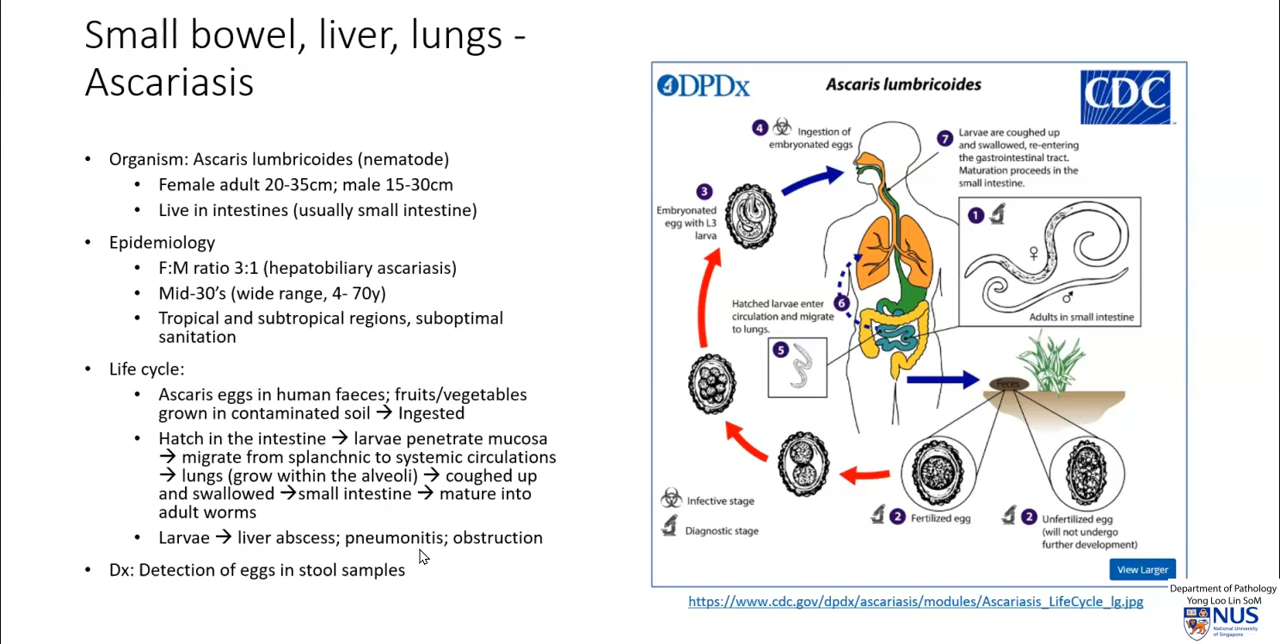 Small bowel, liver, lungs -
Ascariasis
• Organism: Ascaris lumbricoides (nematode)
• Female adult 20-35cm; male 15-30cm
• Live in intestines (usually small intestine)
• Epidemiology
• F:M ratio 3:1 (hepatobiliary ascariasis)
• Mid-30’s (wide range, 4- 70y)
• Tropical and subtropical regions, suboptimal
sanitation
• Life cycle:
• Ascaris eggs in human faeces; fruits/vegetables
grown in contaminated soil → Ingested
• Hatch in the intestine → larvae penetrate mucosa
→ migrate from splanchnic to systemic circulations
→ lungs (grow within the alveoli) → coughed up
and swallowed →small intestine → mature into
adult worms
• Larvae → liver abscess; pneumonitis; obstruction
• Dx: Detection of eggs in stool samples
DPDx
Ascaris lumbricoides
CDC
4
Ingestion of
embryonated eggs
7
Larvae are coughed up
and swallowed, re-entering
the gastrointestinal tract.
Maturation proceeds in the
small intestine.
3
Embryonated
egg with L3
larva
1
♀
♂
Adults in small intestine
Hatched larvae enter
circulation and migrate
to lungs.
6
5
Feces
2 Fertilized egg
2 Unfertilized egg
(will not undergo
further development)
Infective stage
Diagnostic stage
View Larger
https://www.cdc.gov/dpdx/ascariasis/modules/Ascariasis_LifeCycle_lg.jpg
Department of Pathology
Yong Loo Lin SoM
NUS
National University
of Singapore